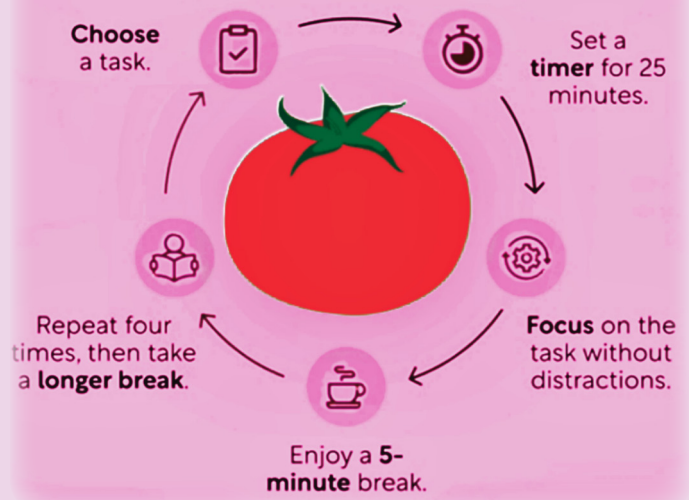 Choose
a task.
Set a
timer for 25
minutes.
Focus on the
task without
distractions.
Enjoy a 5-
minute break.
Repeat four
times, then take
a longer break.